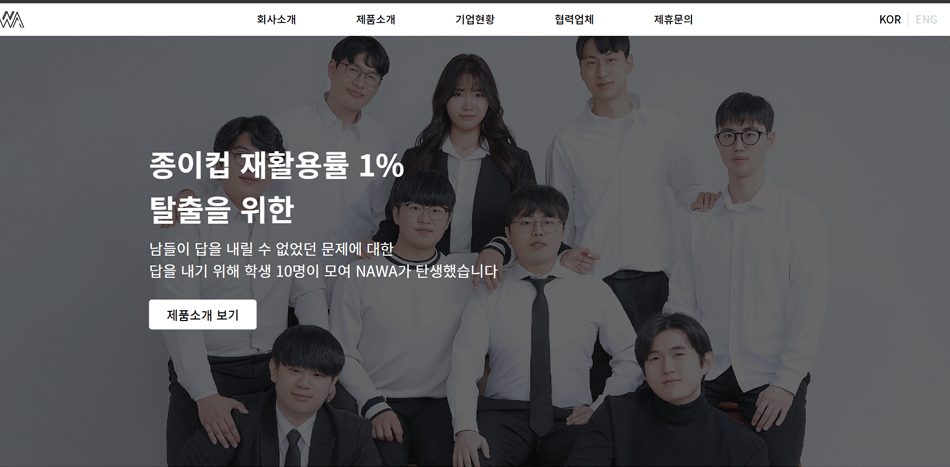 WA
회사소개
제품소개
기업현황
협력업체
제휴문의
KOR
ENG
종이컵 재활용률 1%
탈출을 위한
남들이 답을 내릴 수 없었던 문제에 대한
답을 내기 위해 학생 10명이 모여 NAWA가 탄생했습니다
제품소개 보기